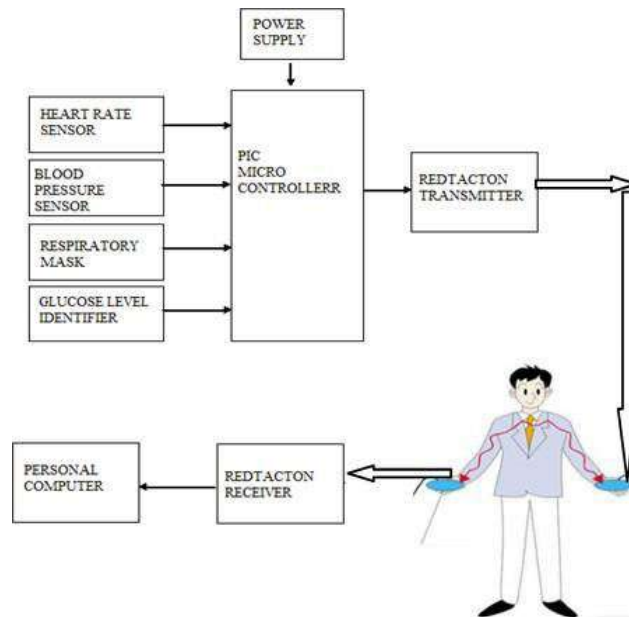 POWER
SUPPLY
HEART RATE
SENSOR
BLOOD
PRESSURE
SENSOR
RESPIRATORY
MASK
GLUCOSE LEVEL
IDENTIFIER
PIC
MICRO
CONTROLLERR
REDTACTON
TRANSMITTER
PERSONAL
COMPUTER
REDTACTON
RECEIVER